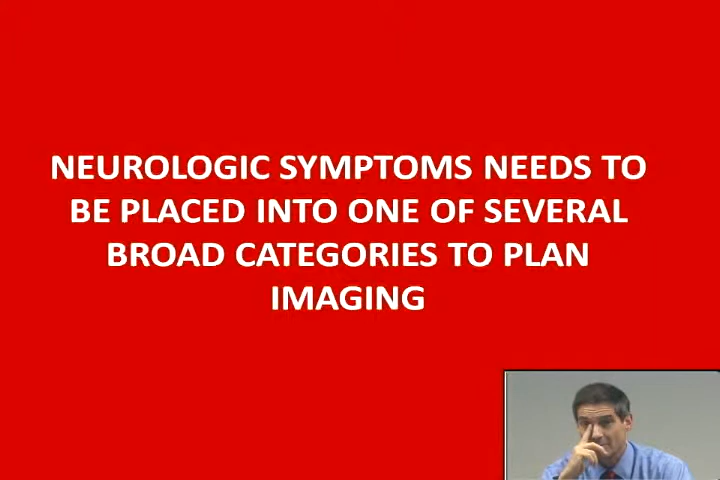 NEUROLOGIC SYMPTOMS NEEDS TO
BE PLACED INTO ONE OF SEVERAL
BROAD CATEGORIES TO PLAN
IMAGING